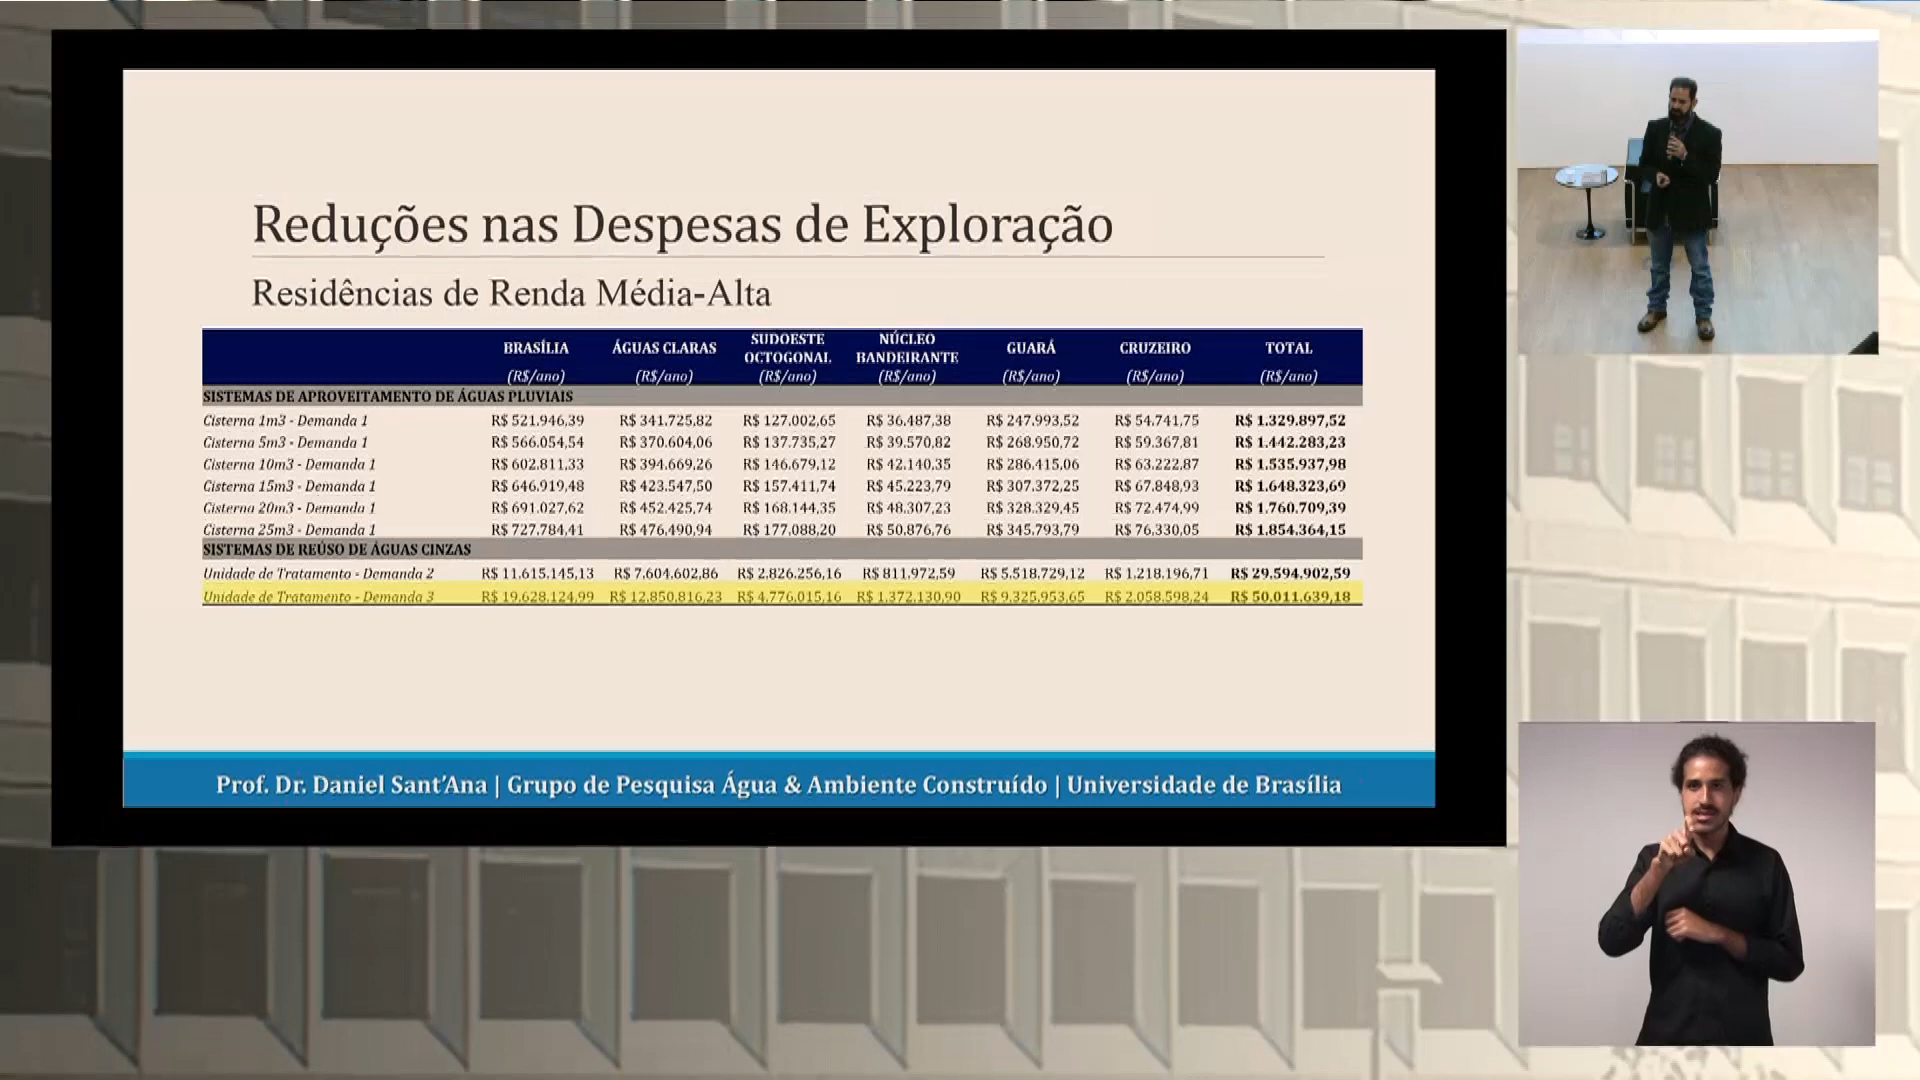 Reduções nas Despesas de Exploração
Residências de Renda Média-Alta
BRASÍLIA ÁGUAS CLARAS SUDOESTE OCTOGONAL NÚCLEO BANDEIRANTE GUARÁ CRUZEIRO TOTAL
(R$/ano) (R$/ano) (R$/ano) (R$/ano) (R$/ano) (R$/ano) (R$/ano)
SISTEMAS DE APROVEITAMENTO DE ÁGUAS PLUVIAIS
Cisterna 1m3 - Demanda 1 R$ 521.946,39 R$ 341.725,82 R$ 127.002,65 R$ 36.487,38 R$ 247.993,52 R$ 54.741,75 R$ 1.329.897,52
Cisterna 5m3 - Demanda 1 R$ 566.054,54 R$ 370.604,06 R$ 137.735,27 R$ 39.570,82 R$ 268.950,72 R$ 59.367,81 R$ 1.442.283,23
Cisterna 10m3 - Demanda 1 R$ 602.811,33 R$ 394.669,26 R$ 146.679,12 R$ 42.140,35 R$ 286.415,06 R$ 63.222,87 R$ 1.535.937,98
Cisterna 15m3 - Demanda 1 R$ 646.919,48 R$ 423.547,50 R$ 157.411,74 R$ 45.223,79 R$ 307.372,25 R$ 67.848,93 R$ 1.648.323,69
Cisterna 20m3 - Demanda 1 R$ 691.027,62 R$ 452.425,74 R$ 168.144,35 R$ 48.307,23 R$ 328.329,45 R$ 72.474,99 R$ 1.760.709,39
Cisterna 25m3 - Demanda 1 R$ 727.784,41 R$ 476.490,94 R$ 177.088,20 R$ 50.876,76 R$ 345.793,79 R$ 76.330,05 R$ 1.854.364,15
SISTEMAS DE REÚSO DE ÁGUAS CINZAS
Unidade de Tratamento - Demanda 2 R$ 11.615.145,13 R$ 7.604.602,86 R$ 2.826.256,16 R$ 811.972,59 R$ 5.518.729,12 R$ 1.218.196,71 R$ 29.594.902,59
Unidade de Tratamento - Demanda 3 R$ 19.628.124,99 R$ 12.850.816,23 R$ 4.776.015,16 R$ 1.372.130,90 R$ 9.325.953,65 R$ 2.058.598,24 R$ 50.011.639,18
Prof. Dr. Daniel Sant'Ana | Grupo de Pesquisa Água & Ambiente Construído | Universidade de Brasília